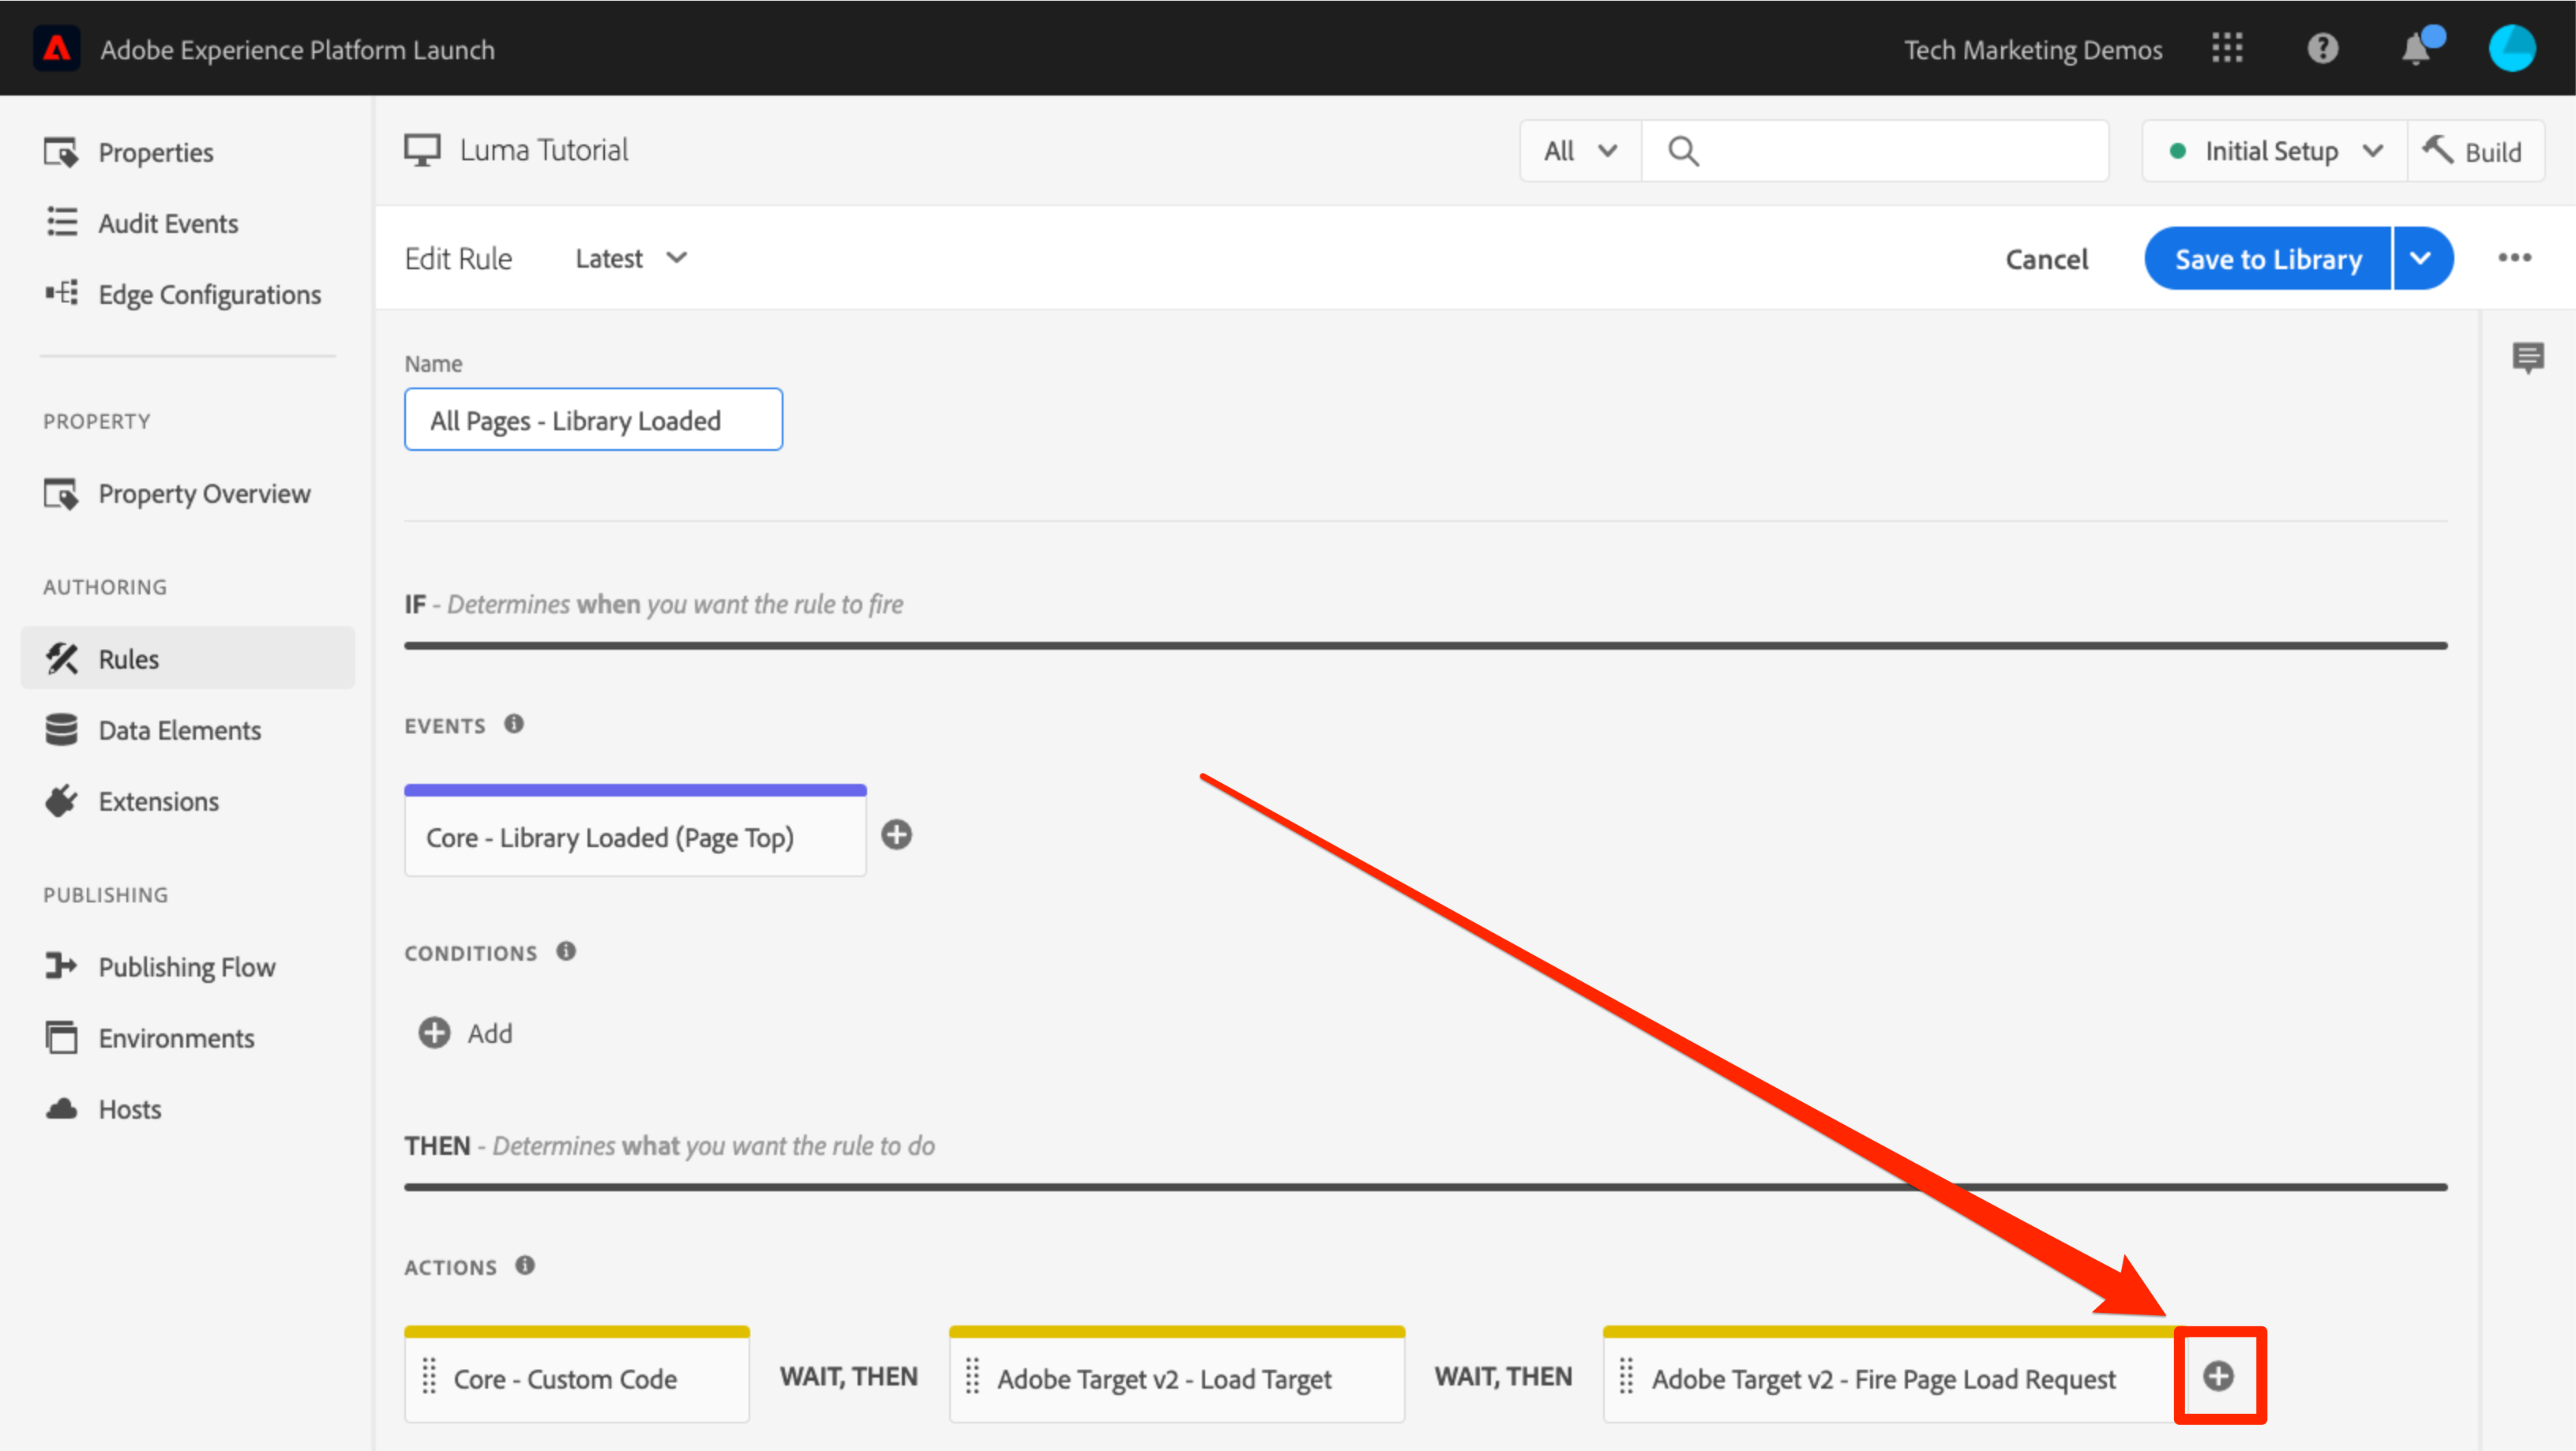 Adobe Experience Platform Launch
Tech Marketing Demos
Properties
Audit Events
Edge Configurations
PROPERTY
Property Overview
AUTHORING
Rules
Data Elements
Extensions
PUBLISHING
Publishing Flow
Environments
Hosts
Luma Tutorial
All
Initial Setup
Build
Edit Rule
Latest
Cancel
Save to Library
Name
All Pages - Library Loaded
IF - Determines when you want the rule to fire
EVENTS
Core - Library Loaded (Page Top)
CONDITIONS
Add
THEN - Determines what you want the rule to do
ACTIONS
Core - Custom Code WAIT, THEN Adobe Target v2 - Load Target WAIT, THEN Adobe Target v2 - Fire Page Load Request